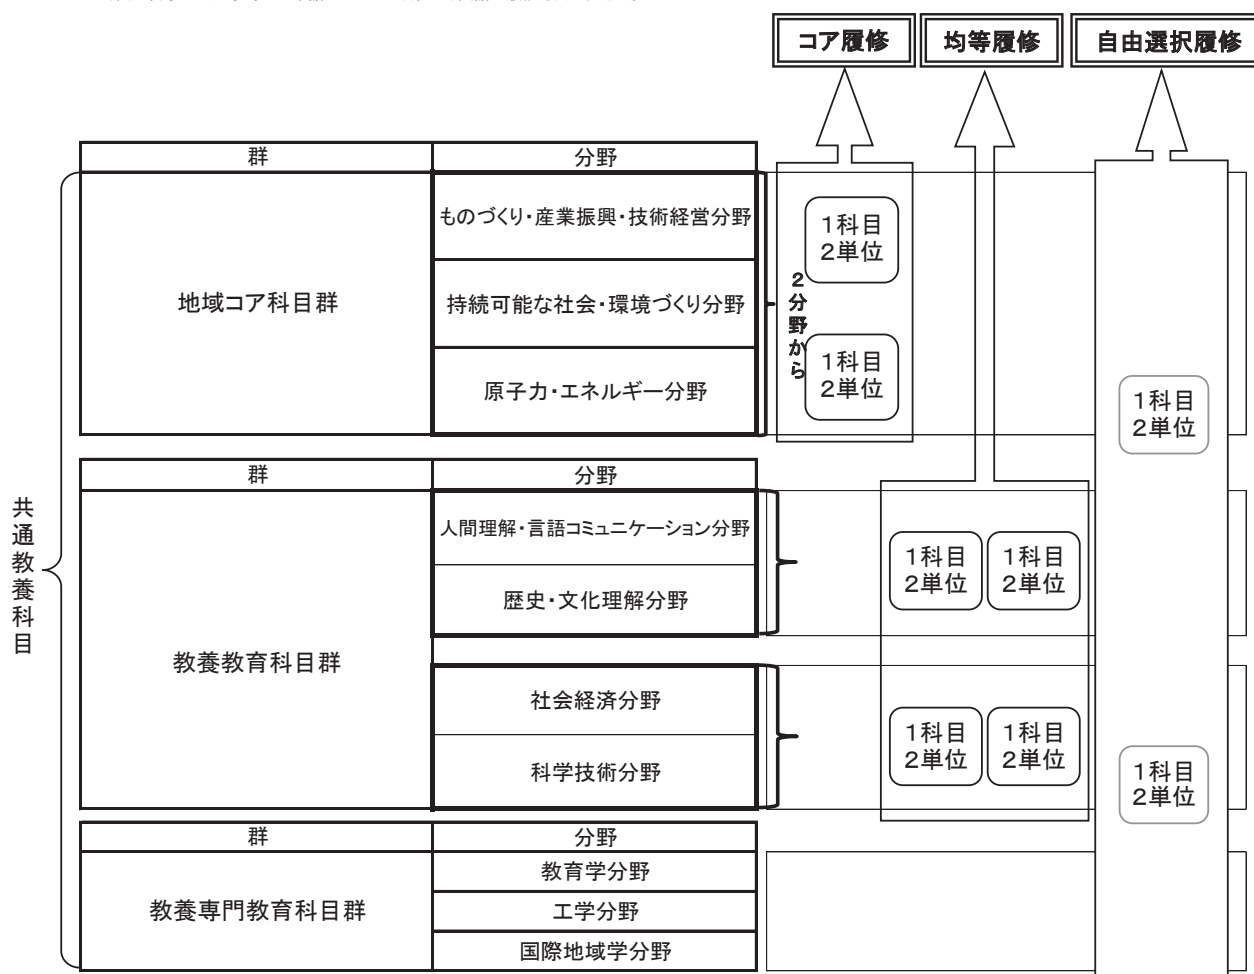 コア履修
均等履修
自由選択履修
群
分野
共通教養科目
地域コア科目群
ものづくり・産業振興・技術経営分野
持続可能な社会・環境づくり分野
原子力・エネルギー分野
2分野から
1科目
2単位
1科目
2単位
1科目
2単位
群
分野
教養教育科目群
人間理解・言語コミュニケーション分野
歴史・文化理解分野
1科目
2単位
1科目
2単位
社会経済分野
科学技術分野
1科目
2単位
1科目
2単位
1科目
2単位
群
分野
教養専門教育科目群
教育学分野
工学分野
国際地域学分野